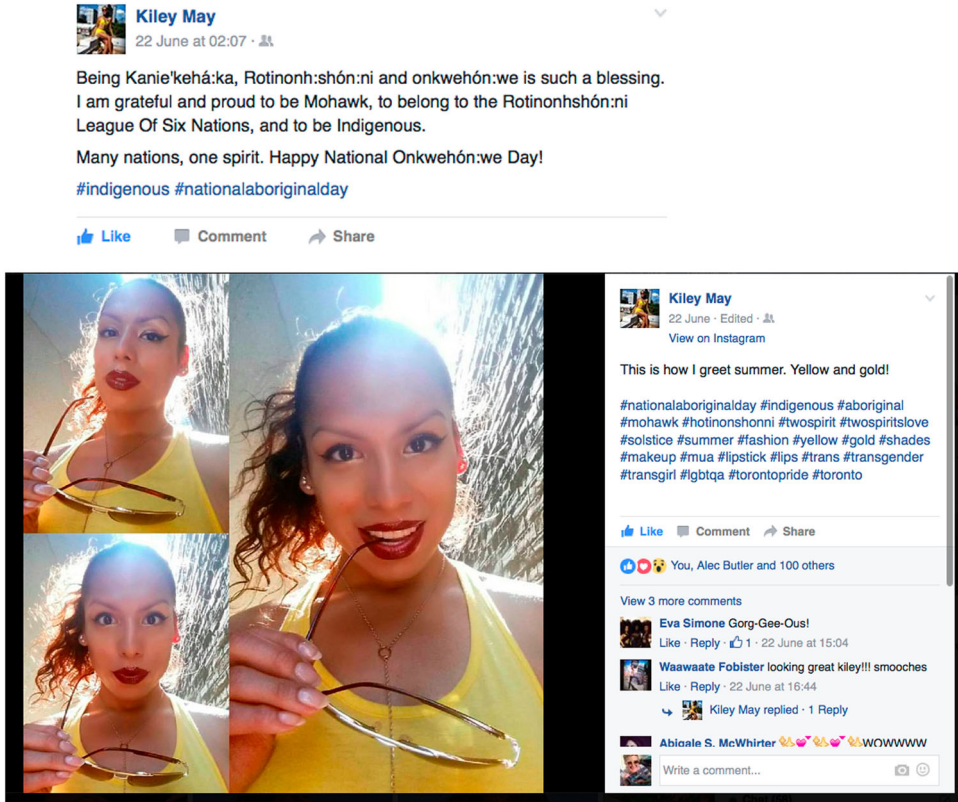 Kiley May
22 June at 02:07 ·
Being Kanie'kehá:ka, Rotinonh:shón:ni and onkwehón:we is such a blessing.
I am grateful and proud to be Mohawk, to belong to the Rotinonhshón:ni
League Of Six Nations, and to be Indigenous.
Many nations, one spirit. Happy National Onkwehón:we Day!
#indigenous #nationalaboriginalday
Like Comment Share
Kiley May
22 June · Edited ·
View on Instagram
This is how I greet summer. Yellow and gold!
#nationalaboriginalday #indigenous #aboriginal
#mohawk #hotinonshonni #twospirit #twospiritslove
#solstice #summer #fashion #yellow #gold #shades
#makeup #mua #lipstick #lips #trans #transgender
#transgirl #lgbtqa #torontopride #toronto
Like Comment Share
You, Alec Butler and 100 others
View 3 more comments
Eva Simone Gorg-Gee-Ous!
Like · Reply · 1 · 22 June at 15:04
Waawaate Fobister looking great kiley!!! smooches
Like · Reply · 22 June at 16:44
Kiley May replied · 1 Reply
Abigale S. McWhirter WOWWWW
Write a comment...